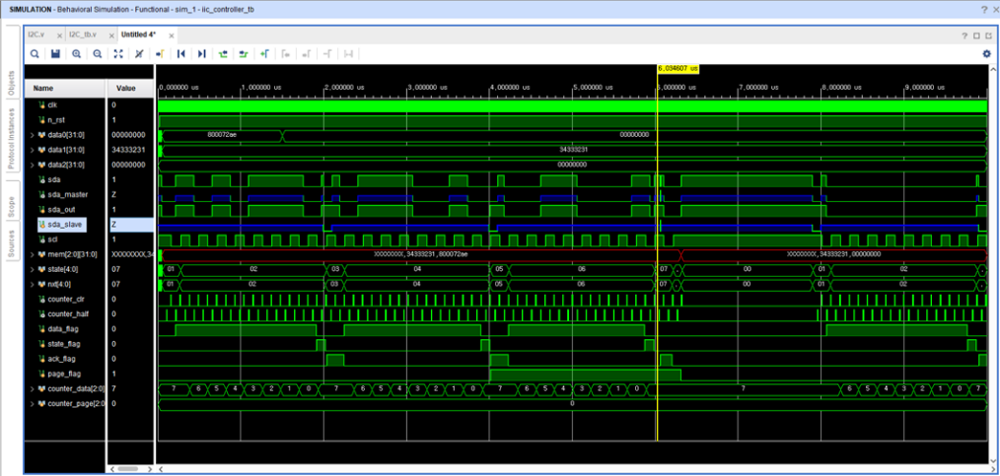 SIMULATION - Behavioral Simulation - Functional - sim_1 - iic_controller_tb
I2C.v
I2C_tb.v
Untitled 4*
Objects
Protocol Instances
Scope
Sources
6,034607 us
Name Value
0,000000 us 1,000000 us 2,000000 us 3,000000 us 4,000000 us 5,000000 us 6,000000 us 7,000000 us 8,000000 us 9,000000 us
clk 0
n_rst 1
data0[31:0] 00000000 800072ae 00000000
data1[31:0] 34333231 34333231
data2[31:0] 00000000 00000000
sda 1
sda_master Z
sda_out 1
sda_slave Z
scl 1
mem[2:0][31:0] XXXXXXXX,34 XXXXXXXX,34333231,800072ae XXXXXXXX,34333231,00000000
state[4:0] 07 01 02 03 04 05 06 07 00 01 02
nxt[4:0] 07 01 02 03 04 05 06 07 00 01 02
counter_clr 0
counter_half 0
data_flag 0
state_flag 0
ack_flag 0
page_flag 1
counter_data[2:0] 7 7 6 5 4 3 2 1 0 7 6 5 4 3 2 1 0 7 6 5 4 3 2 1 0 7 6 5 4 3 2 1 0 7
counter_page[2:0 0 0